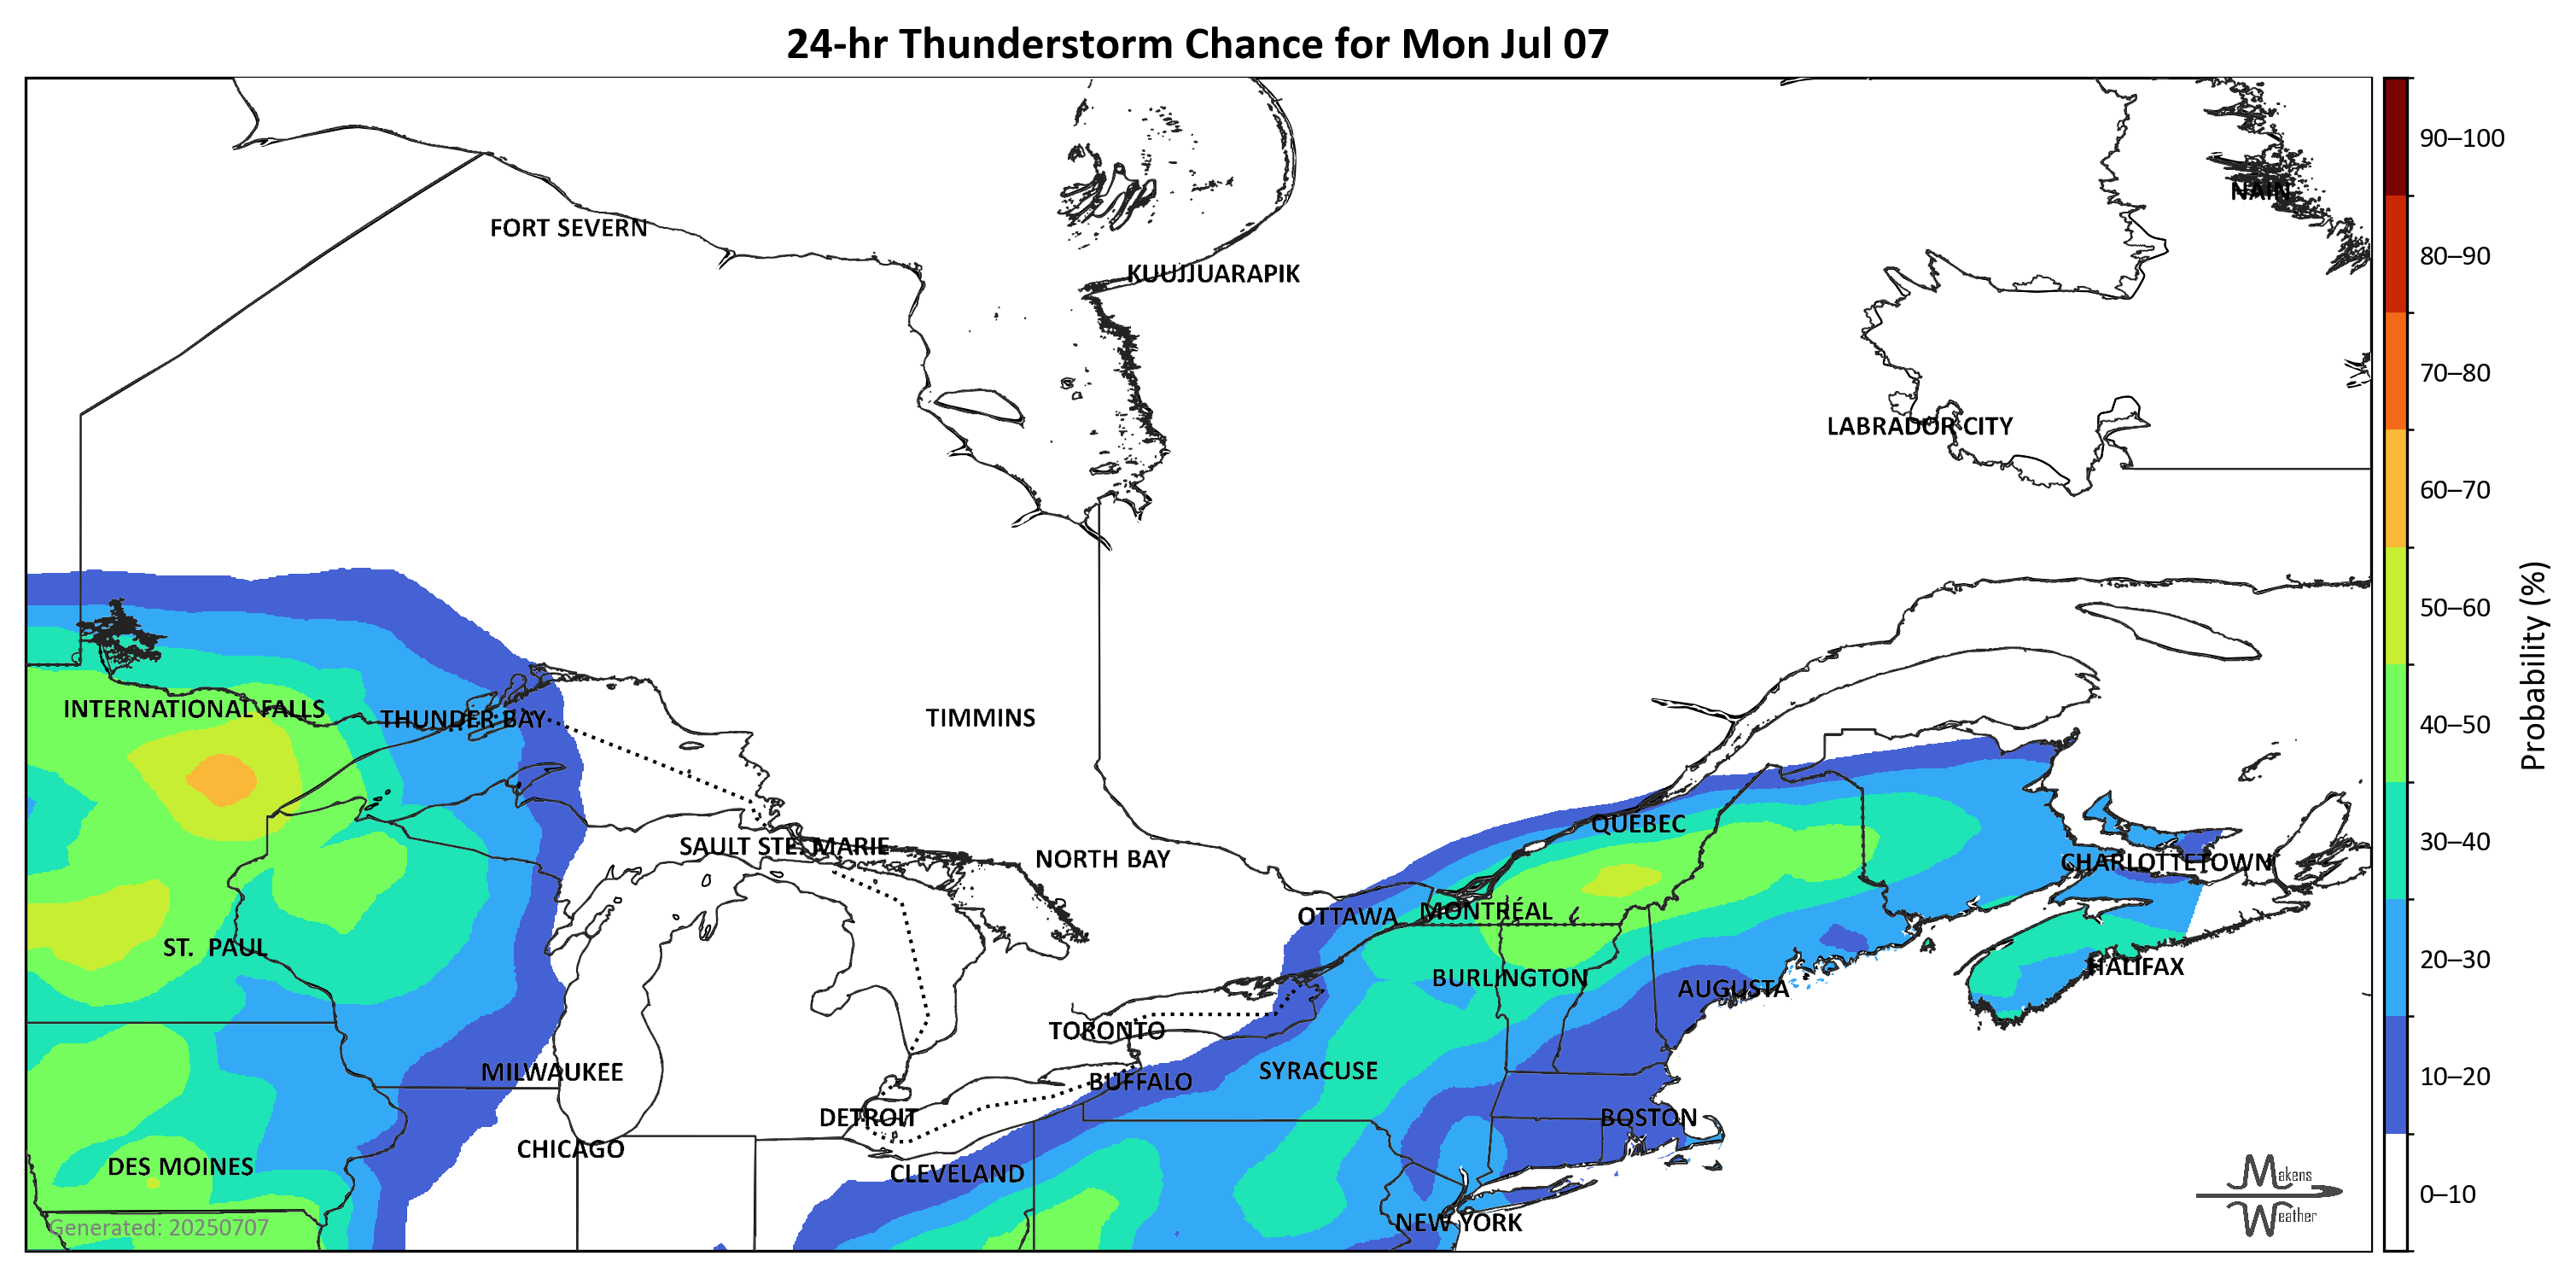 24-hr Thunderstorm Chance for Mon Jul 07
90–100
NAIN
FORT SEVERN
80–90
KUUJJUARAPIK
70–80
LABRADOR CITY
60–70
50–60
Probability (%)
INTERNATIONAL FALLS
THUNDER BAY
TIMMINS
40–50
QUEBEC
SAULT STE. MARIE
30–40
NORTH BAY
CHARLOTTETOWN
OTTAWA
MONTRÉAL
ST. PAUL
20–30
HALIFAX
BURLINGTON
AUGUSTA
TORONTO
MILWAUKEE
SYRACUSE
10–20
BUFFALO
DETROIT
BOSTON
CHICAGO
DES MOINES
CLEVELAND
Makens
Weather
0–10
NEW YORK
Generated: 20250707